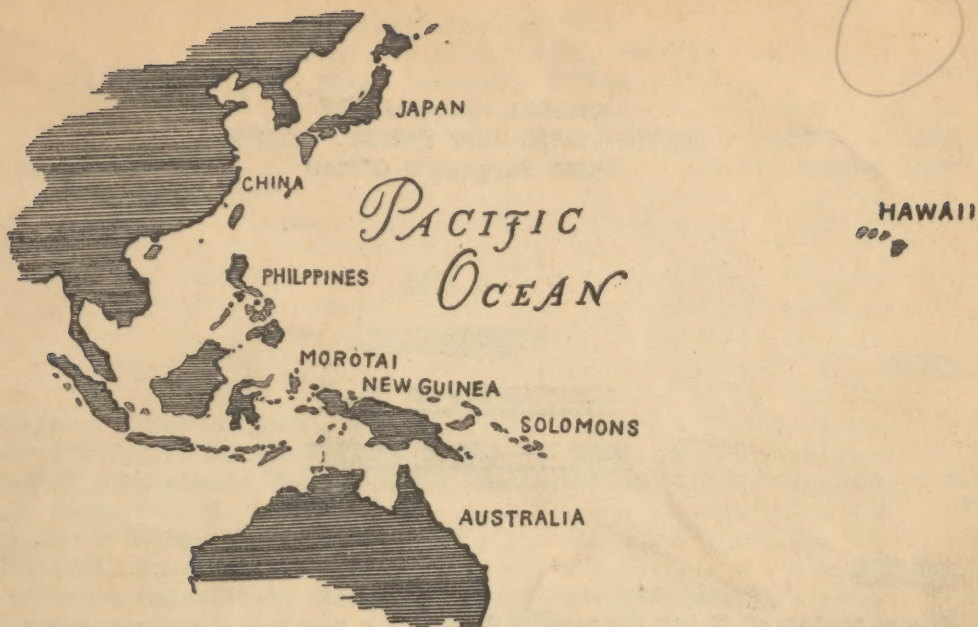 JAPAN
CHINA
PACIFIC
OCEAN
HAWAII
PHILPPINES
MOROTAI
NEW GUINEA
SOLOMONS
AUSTRALIA